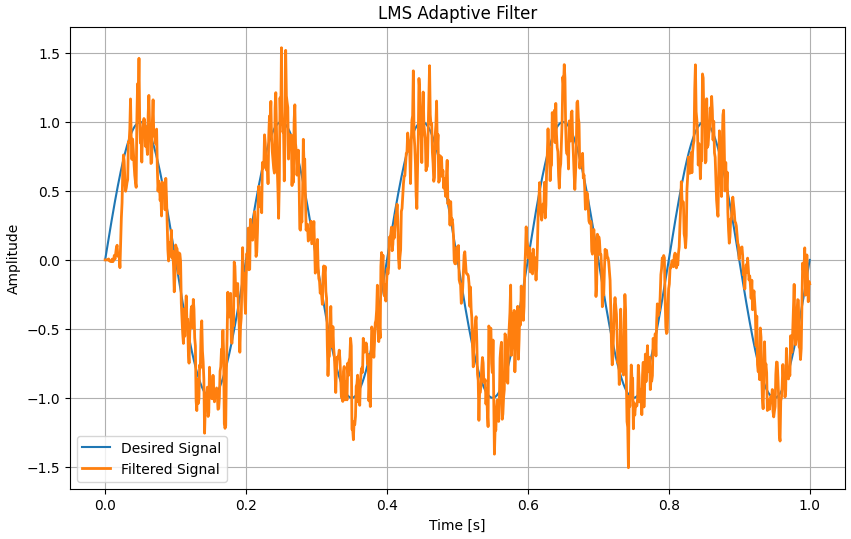 LMS Adaptive Filter
Amplitude
1.5
1.0
0.5
0.0
−0.5
−1.0
−1.5
Desired Signal
Filtered Signal
0.0 0.2 0.4 0.6 0.8 1.0
Time [s]